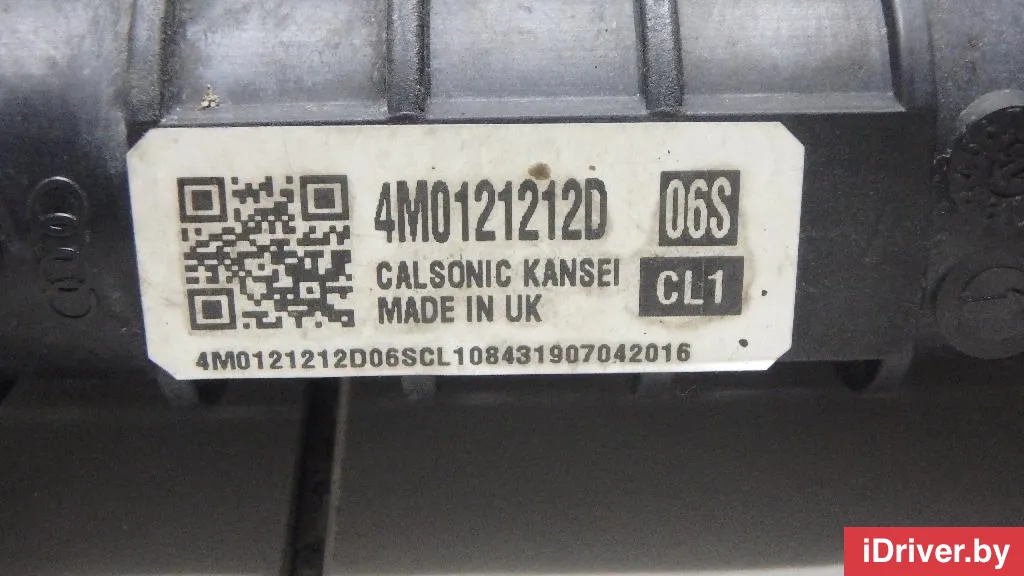 4M0121212D 06S
CALSONIC KANSEI
MADE IN UK CL1
4M0121212D06SCL108431907042016
iDriver.by